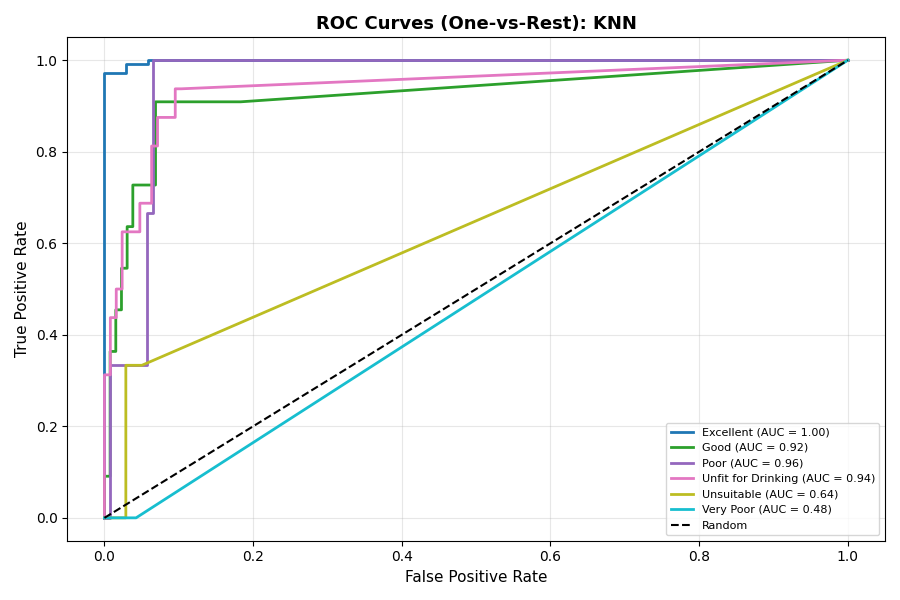 ROC Curves (One-vs-Rest): KNN
True Positive Rate
1.0
0.8
0.6
0.4
0.2
0.0
0.0 0.2 0.4 0.6 0.8 1.0
False Positive Rate
Excellent (AUC = 1.00)
Good (AUC = 0.92)
Poor (AUC = 0.96)
Unfit for Drinking (AUC = 0.94)
Unsuitable (AUC = 0.64)
Very Poor (AUC = 0.48)
Random